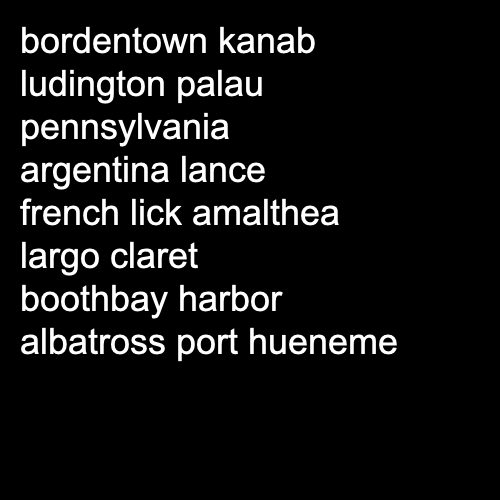 bordentown kanab
ludington palau
pennsylvania
argentina lance
french lick amalthea
largo claret
boothbay harbor
albatross port hueneme